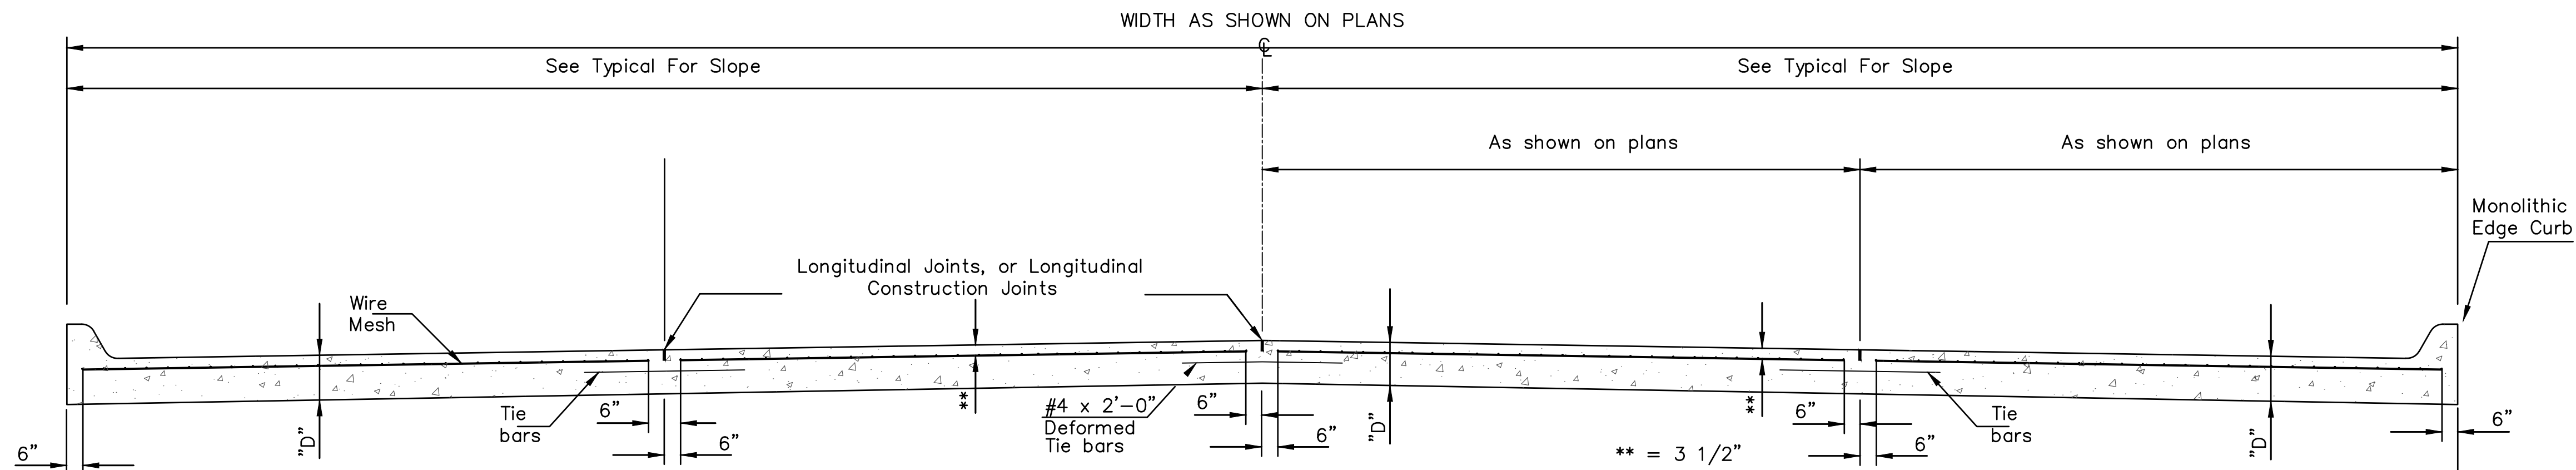 WIDTH AS SHOWN ON PLANS
℄
See Typical For Slope
See Typical For Slope
As shown on plans
As shown on plans
Monolithic
Edge Curb
Longitudinal Joints, or Longitudinal
Construction Joints
Wire
Mesh
Tie
bars
6"
6"
**
#4 x 2'-0"
Deformed
Tie bars
6"
6"
"D"
**
6"
6"
Tie
bars
6"
"D"
6"
"D"
** = 3 1/2"